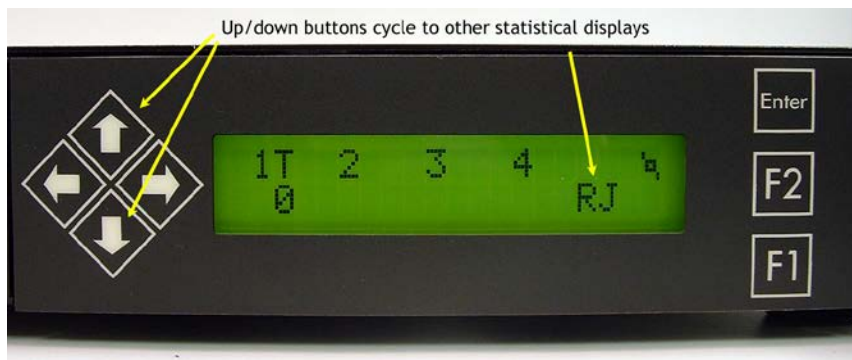 Up/down buttons cycle to other statistical displays
1T 2 3 4
0 RJ
Enter
F2
F1